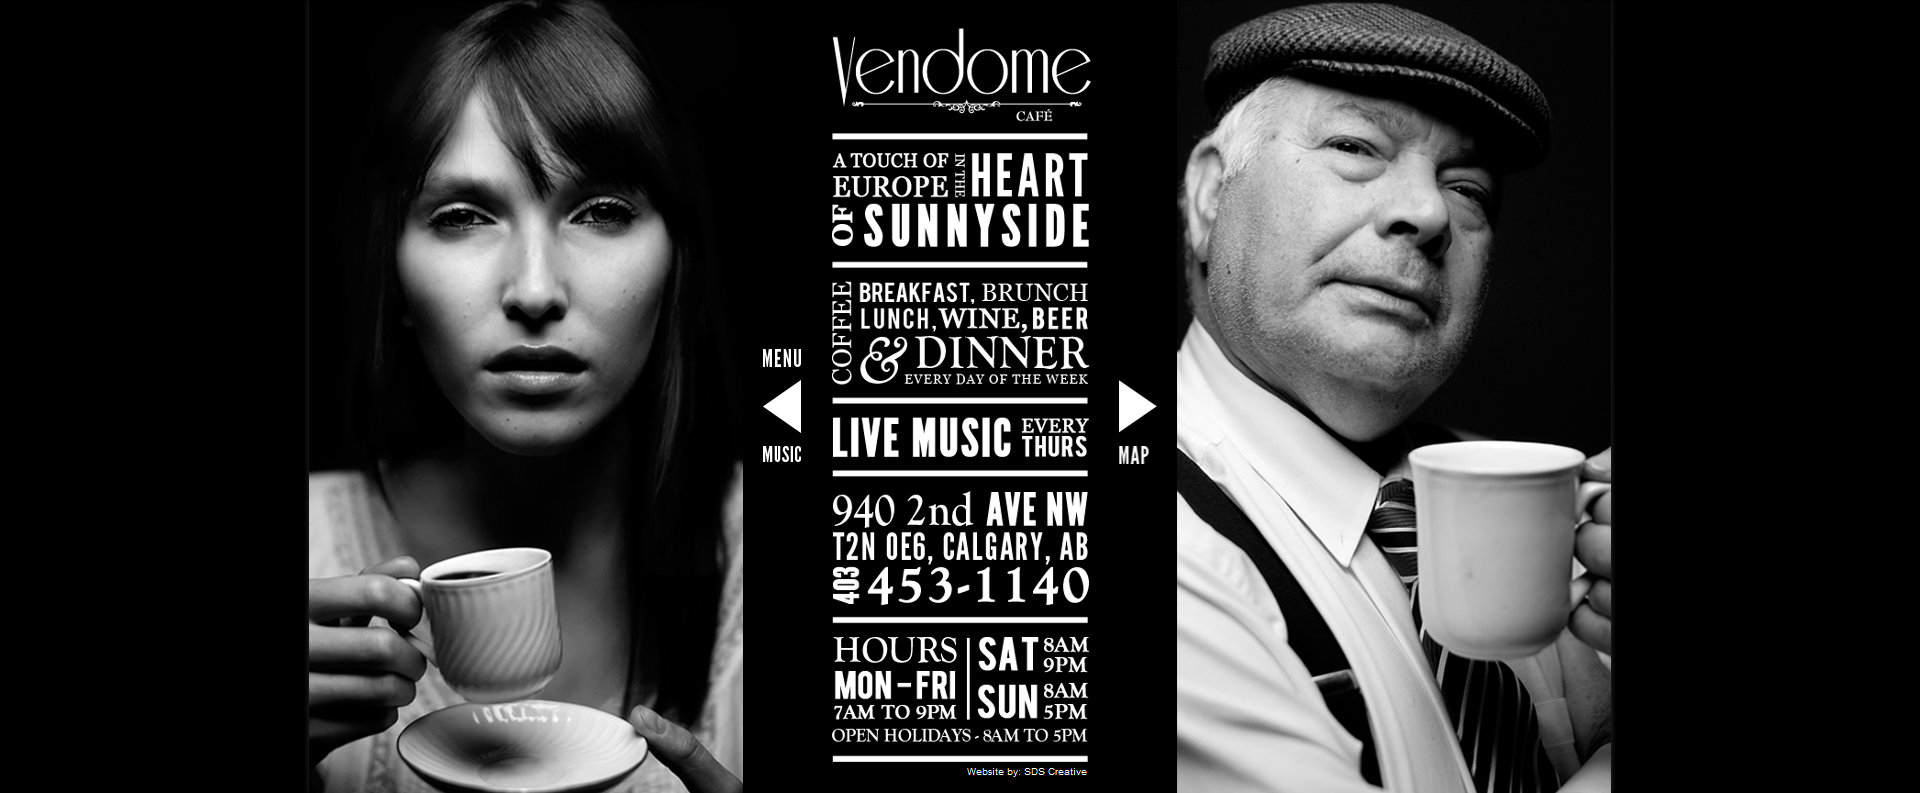 Vendome
CAFÉ
A TOUCH OF
EUROPE
IN THE
HEART
OF SUNNYSIDE
COFFEE
BREAKFAST, BRUNCH
LUNCH, WINE, BEER
& DINNER
EVERY DAY OF THE WEEK
MENU
MUSIC
LIVE MUSIC
EVERY
THURS
MAP
940 2nd AVE NW
T2N 0E6, CALGARY, AB
403 453-1140
HOURS
MON – FRI
7AM TO 9PM
SAT
8AM
9PM
SUN
8AM
5PM
OPEN HOLIDAYS - 8AM TO 5PM
Website by: SDS Creative